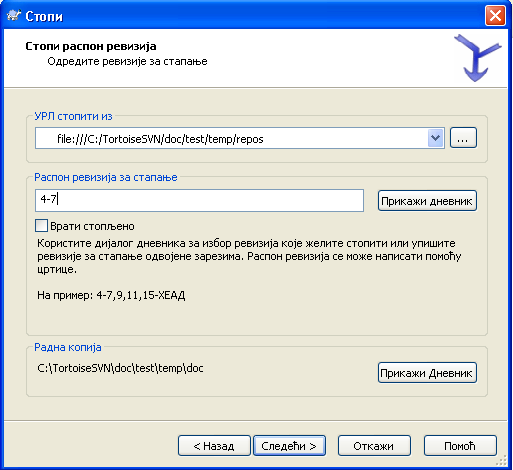 Стопи
Стопи распон ревизија
Одредите ревизије за стапање
УРЛ стопити из
file:///C:/TortoiseSVN/doc/test/temp/repos
...
Распон ревизија за стапање
4-7
Прикажи дневник
Врати стопљено
Користите дијалог дневника за избор ревизија које желите стопити или упишите
ревизије за стапање одвојене зарезима. Распон ревизија се може написати помоћу
цртице.
На пример: 4-7,9,11,15-ХЕАД
Радна копија
C:\TortoiseSVN\doc\test\temp\doc
Прикажи Дневник
< Назад
Следећи >
Откажи
Помоћ